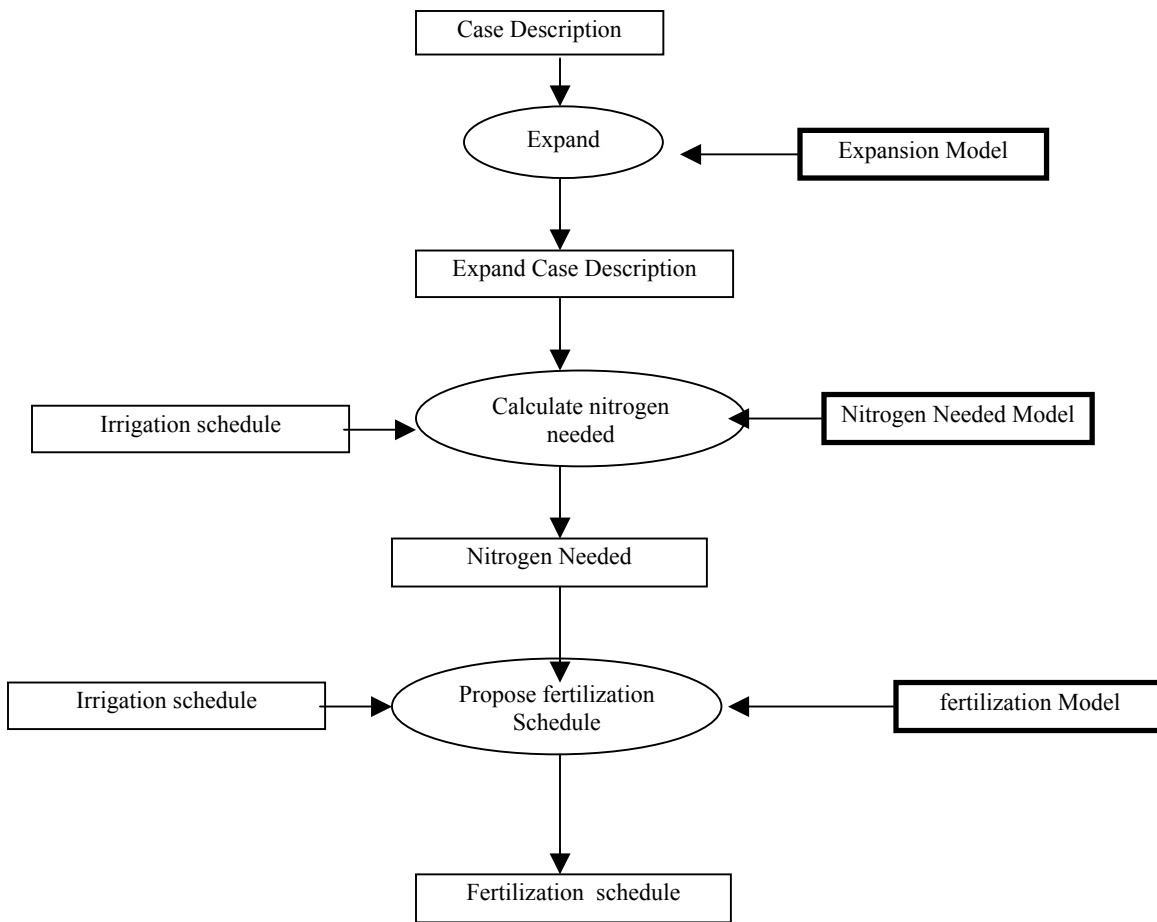 Case Description
Expand
Expansion Model
Expand Case Description
Calculate nitrogen
needed
Irrigation schedule
Nitrogen Needed Model
Nitrogen Needed
Irrigation schedule
Propose fertilization
Schedule
fertilization Model
Fertilization schedule